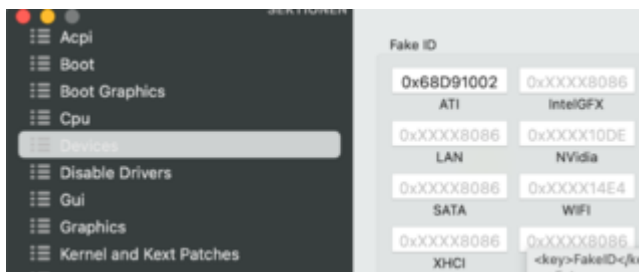 SEKTIONEN
Acpi
Boot
Boot Graphics
Cpu
Devices
Disable Drivers
Gui
Graphics
Kernel and Kext Patches
Fake ID
0x68D91002 0xXXXX8086
ATI IntelGFX
0xXXXX8086 0xXXXX10DE
LAN NVidia
0xXXXX8086 0xXXXX14E4
SATA WIFI
0xXXXX8086 0xXXXX8086
XHCI <key>FakeID</k